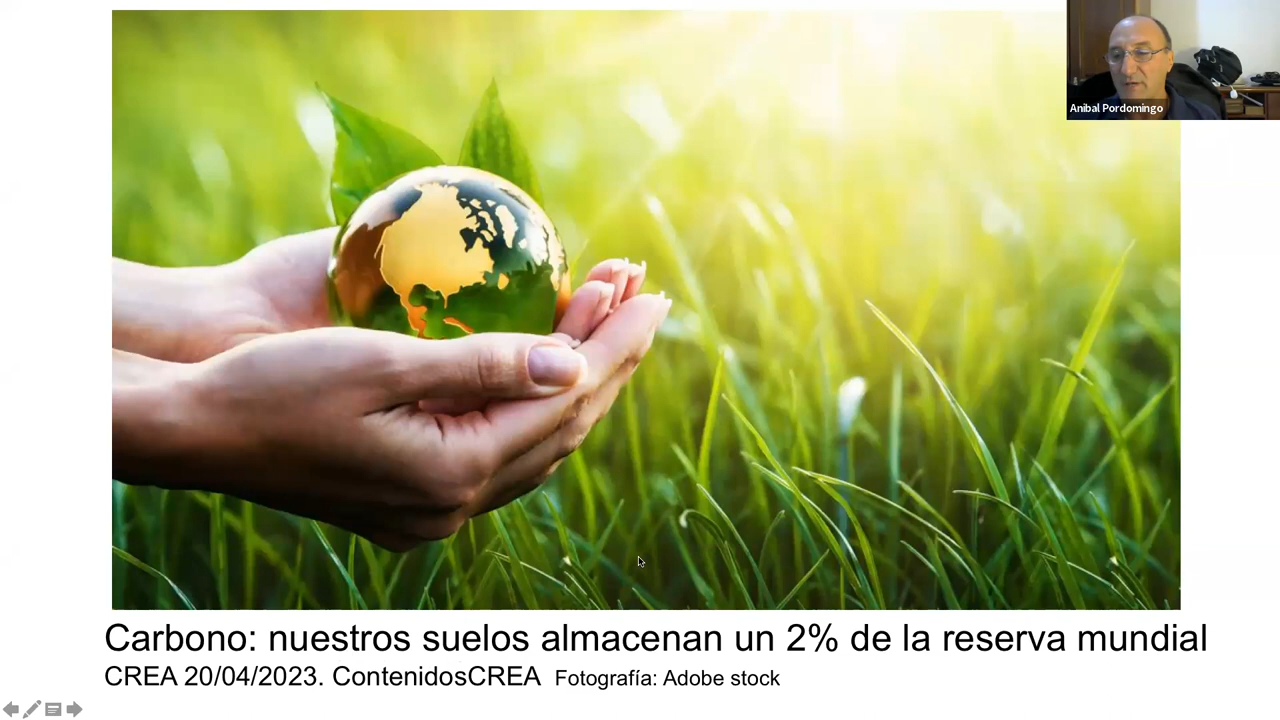 Anibal Pordomingo
Carbono: nuestros suelos almacenan un 2% de la reserva mundial
CREA 20/04/2023. ContenidosCREA Fotografía: Adobe stock